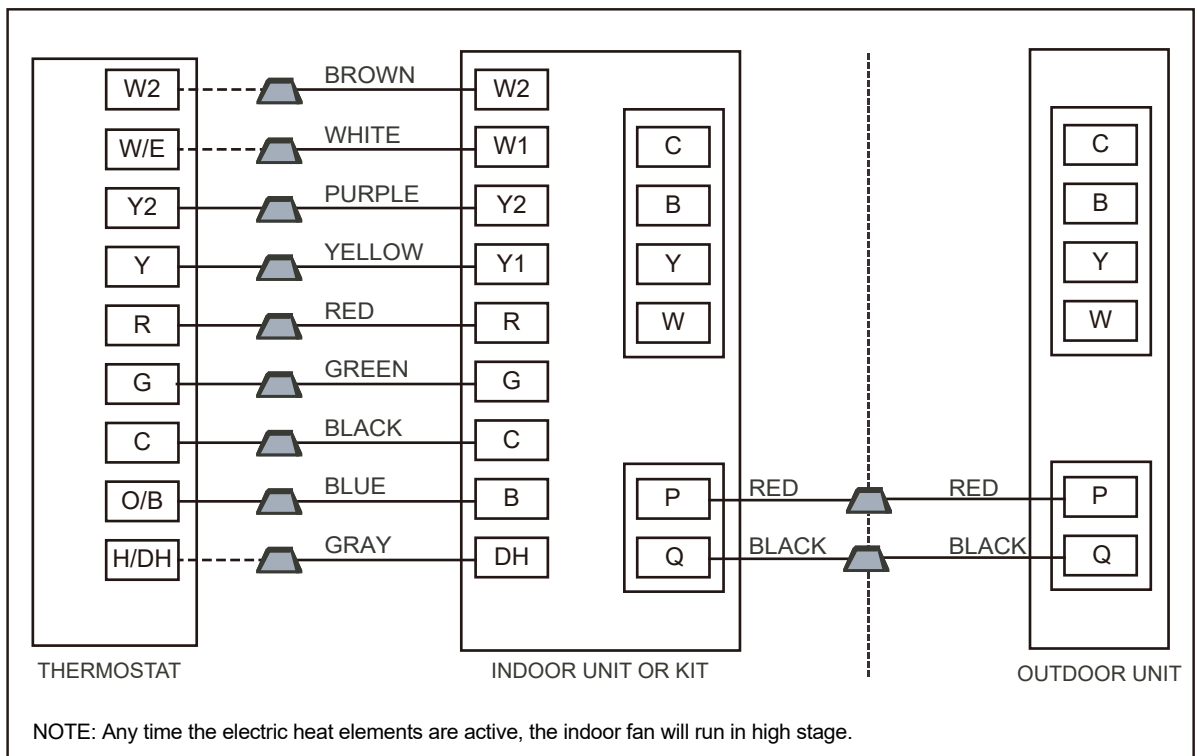 W2 BROWN W2
W/E WHITE W1 C C
Y2 PURPLE Y2 B B
Y YELLOW Y1 Y Y
R RED R W W
G GREEN G
C BLACK C
O/B BLUE B P RED RED P
H/DH GRAY DH Q BLACK BLACK Q
THERMOSTAT INDOOR UNIT OR KIT OUTDOOR UNIT
NOTE: Any time the electric heat elements are active, the indoor fan will run in high stage.